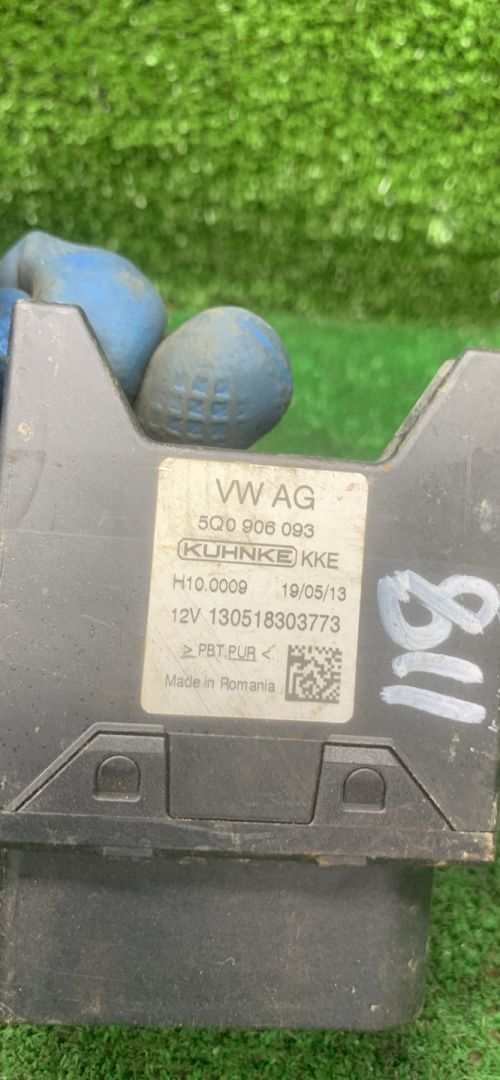 VW AG
5Q0 906 093
KUHNKE KKE
H10.0009 19/05/13
12V 130518303773
> PBT,PUR <
Made in Romania
118